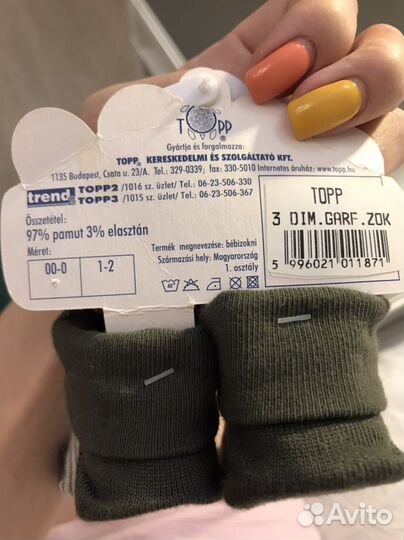 TOPP
Gyártja és forgalmazza:
TOPP2 KERESKEDELMI ÉS SZOLGÁLTATÓ KFT.
1135 Budapest, Csata u. 23/A. Tel.: 329-0339; fax: 330-5010 Internetes áruház: www.topp.hu
trend2 TOPP2 /1016 sz. üzlet/ Tel.: 06-23-506-330
TOPP3 /1015 sz. üzlet/ Tel.: 06-23-506-367
Összetétel:
97% pamut 3% elasztán
Méret:
00-0 1-2
Termék megnevezése: bébizokni
Származási hely: Magyarország
1. osztály
TOPP
3 DIM.GARF.ZOK
5 996021 011871
Avito